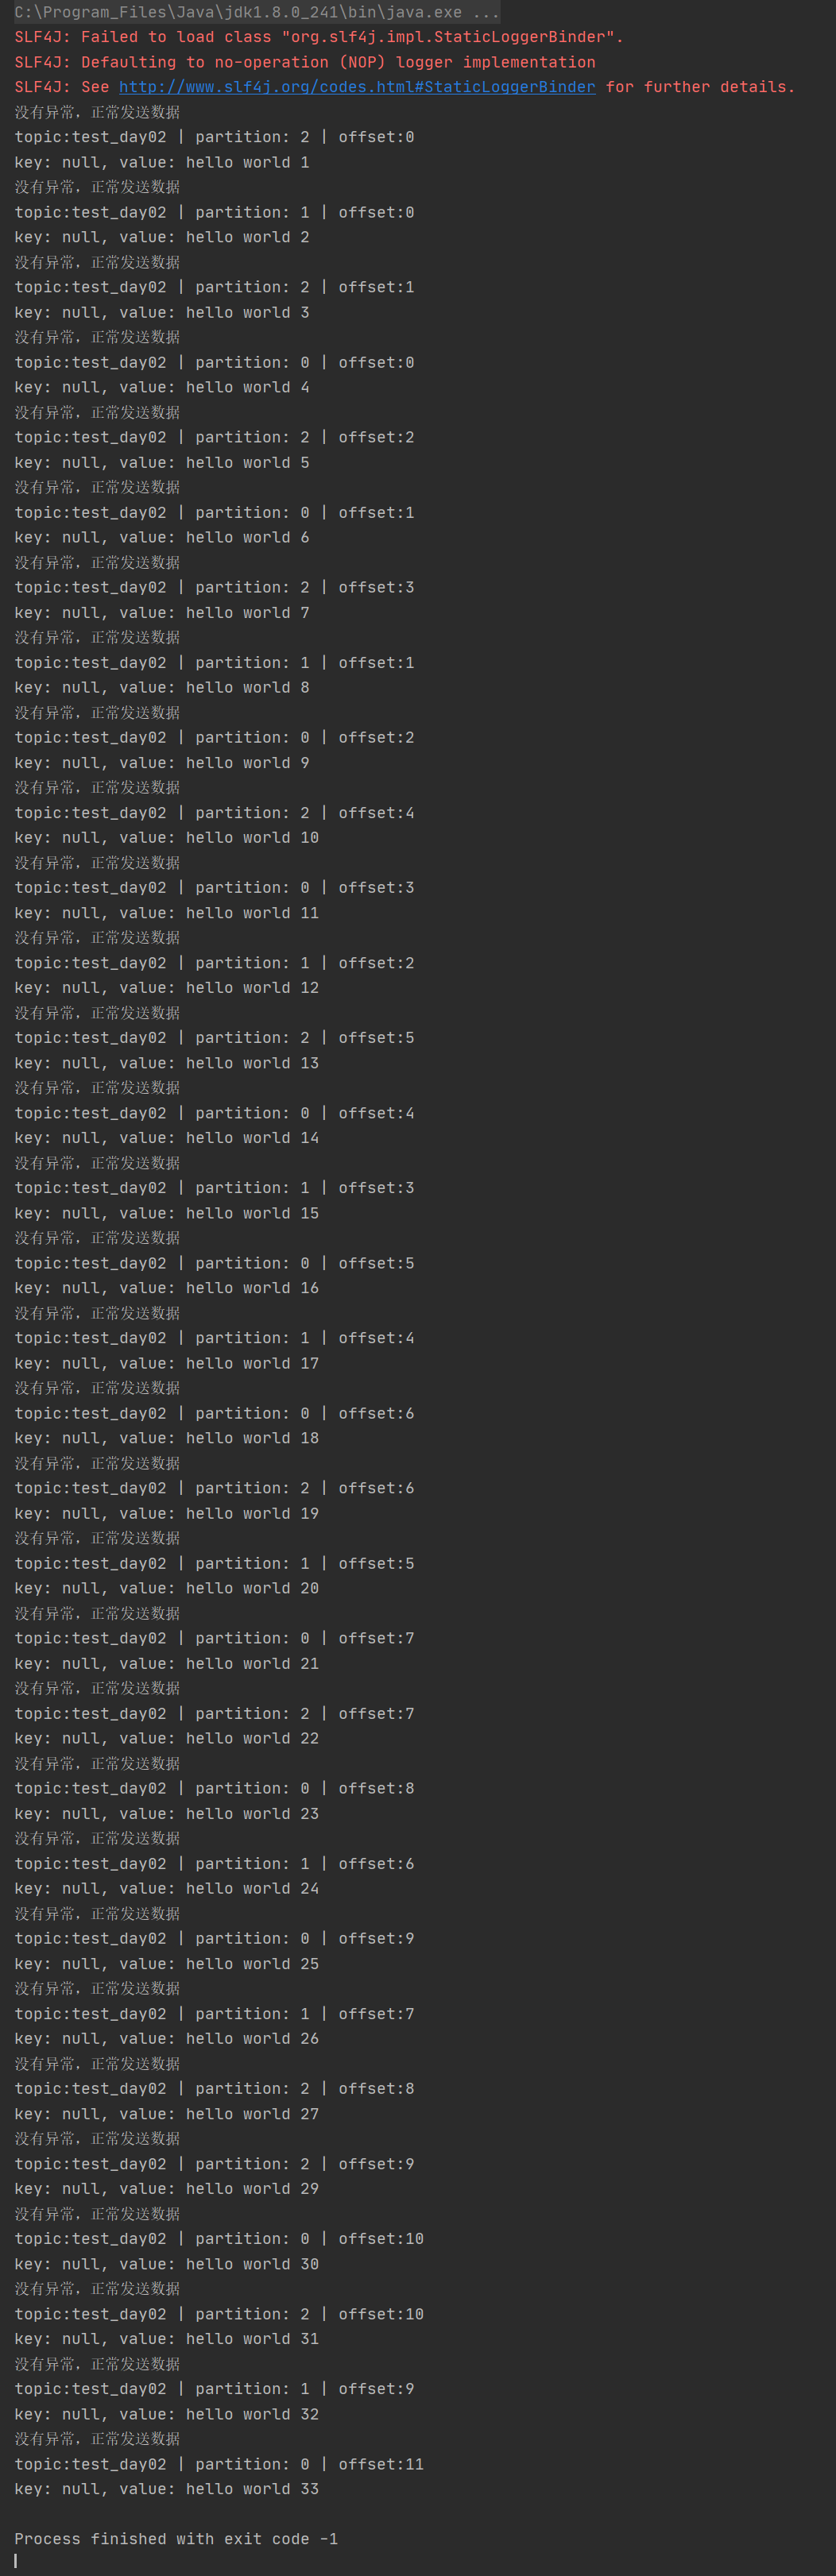 C:\Program_Files\Java\jdk1.8.0_241\bin\java.exe ...
SLF4J: Failed to load class "org.slf4j.impl.StaticLoggerBinder".
SLF4J: Defaulting to no-operation (NOP) logger implementation
SLF4J: See http://www.slf4j.org/codes.html#StaticLoggerBinder for further details.
没有异常，正常发送数据
topic:test_day02 | partition: 2 | offset:0
key: null, value: hello world 1
没有异常，正常发送数据
topic:test_day02 | partition: 1 | offset:0
key: null, value: hello world 2
没有异常，正常发送数据
topic:test_day02 | partition: 2 | offset:1
key: null, value: hello world 3
没有异常，正常发送数据
topic:test_day02 | partition: 0 | offset:0
key: null, value: hello world 4
没有异常，正常发送数据
topic:test_day02 | partition: 2 | offset:2
key: null, value: hello world 5
没有异常，正常发送数据
topic:test_day02 | partition: 0 | offset:1
key: null, value: hello world 6
没有异常，正常发送数据
topic:test_day02 | partition: 2 | offset:3
key: null, value: hello world 7
没有异常，正常发送数据
topic:test_day02 | partition: 1 | offset:1
key: null, value: hello world 8
没有异常，正常发送数据
topic:test_day02 | partition: 0 | offset:2
key: null, value: hello world 9
没有异常，正常发送数据
topic:test_day02 | partition: 2 | offset:4
key: null, value: hello world 10
没有异常，正常发送数据
topic:test_day02 | partition: 0 | offset:3
key: null, value: hello world 11
没有异常，正常发送数据
topic:test_day02 | partition: 1 | offset:2
key: null, value: hello world 12
没有异常，正常发送数据
topic:test_day02 | partition: 2 | offset:5
key: null, value: hello world 13
没有异常，正常发送数据
topic:test_day02 | partition: 0 | offset:4
key: null, value: hello world 14
没有异常，正常发送数据
topic:test_day02 | partition: 1 | offset:3
key: null, value: hello world 15
没有异常，正常发送数据
topic:test_day02 | partition: 0 | offset:5
key: null, value: hello world 16
没有异常，正常发送数据
topic:test_day02 | partition: 1 | offset:4
key: null, value: hello world 17
没有异常，正常发送数据
topic:test_day02 | partition: 0 | offset:6
key: null, value: hello world 18
没有异常，正常发送数据
topic:test_day02 | partition: 2 | offset:6
key: null, value: hello world 19
没有异常，正常发送数据
topic:test_day02 | partition: 1 | offset:5
key: null, value: hello world 20
没有异常，正常发送数据
topic:test_day02 | partition: 0 | offset:7
key: null, value: hello world 21
没有异常，正常发送数据
topic:test_day02 | partition: 2 | offset:7
key: null, value: hello world 22
没有异常，正常发送数据
topic:test_day02 | partition: 0 | offset:8
key: null, value: hello world 23
没有异常，正常发送数据
topic:test_day02 | partition: 1 | offset:6
key: null, value: hello world 24
没有异常，正常发送数据
topic:test_day02 | partition: 0 | offset:9
key: null, value: hello world 25
没有异常，正常发送数据
topic:test_day02 | partition: 1 | offset:7
key: null, value: hello world 26
没有异常，正常发送数据
topic:test_day02 | partition: 2 | offset:8
key: null, value: hello world 27
没有异常，正常发送数据
topic:test_day02 | partition: 2 | offset:9
key: null, value: hello world 29
没有异常，正常发送数据
topic:test_day02 | partition: 0 | offset:10
key: null, value: hello world 30
没有异常，正常发送数据
topic:test_day02 | partition: 2 | offset:10
key: null, value: hello world 31
没有异常，正常发送数据
topic:test_day02 | partition: 1 | offset:9
key: null, value: hello world 32
没有异常，正常发送数据
topic:test_day02 | partition: 0 | offset:11
key: null, value: hello world 33
Process finished with exit code -1